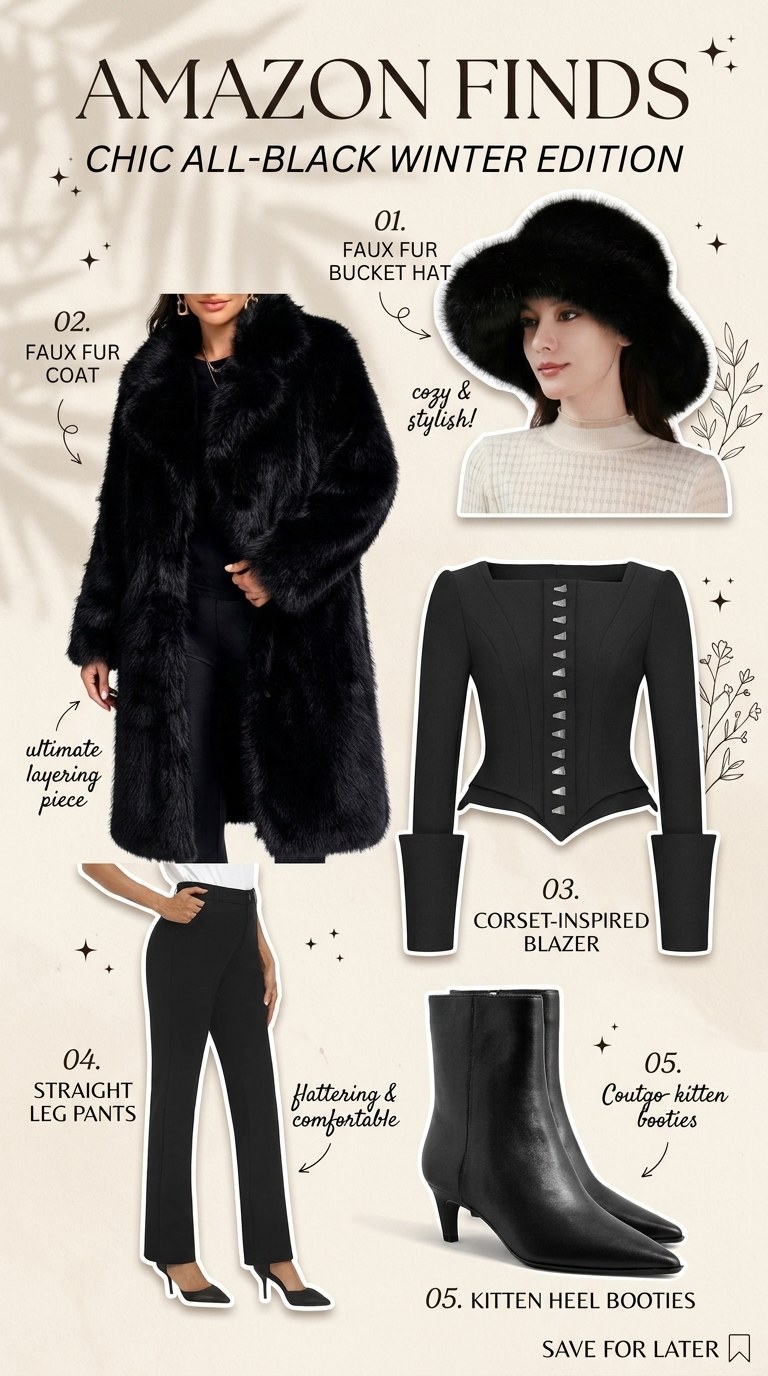 AMAZON FINDS
CHIC ALL-BLACK WINTER EDITION
01.
FAUX FUR
BUCKET HAT
cozy &
stylish!
02.
FAUX FUR
COAT
ultimate
layering
piece
03.
CORSET-INSPIRED
BLAZER
04.
STRAIGHT
LEG PANTS
flattering &
comfortable
05.
Coutgo kitten
booties
05. KITTEN HEEL BOOTIES
SAVE FOR LATER